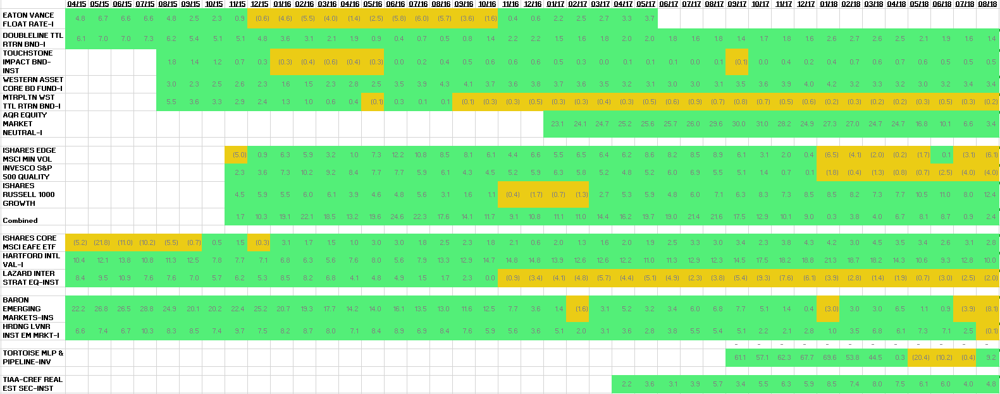 04/15 05/15 06/15 07/15 08/15 09/15 10/15 11/15 12/15 01/16 02/16 03/16 04/16 05/16 06/16 07/16 08/16 09/16 10/16 11/16 12/16 01/17 02/17 03/17 04/17 05/17 06/17 07/17 08/17 09/17 10/17 11/17 12/17 01/18 02/18 03/18 04/18 05/18 06/18 07/18 08/18
EATON VANCE
FLOAT RATE-I
4.8 6.7 6.6 6.6 4.8 2.5 2.3 0.9 (0.6) (4.6) (5.5) (4.0) (1.4) (2.5) (5.8) (6.0) (5.7) (3.6) (1.6) 0.4 0.6 2.2 2.5 2.7 3.3 3.7
DOUBLELINE TTL
RTRN BND-I
6.1 7.0 7.0 7.3 6.2 5.4 5.1 5.1 4.8 3.6 3.1 2.1 1.9 0.9 0.4 0.7 0.5 0.8 1.4 2.2 2.2 1.5 1.6 1.8 2.0 2.0 1.8 1.6 1.8 1.4 1.7 1.8 1.6 2.6 2.7 2.6 2.5 2.1 1.9 1.6 1.4
TOUCHSTONE
IMPACT BND-
INST
1.8 1.4 1.2 0.7 0.3 (0.3) (0.4) (0.6) (0.4) (0.3) 0.0 0.2 0.4 0.5 0.6 0.6 0.6 0.5 0.3 0.0 0.1 0.1 0.1 0.0 0.1 (0.1) 0.0 0.4 0.2 0.4 0.7 0.6 0.7 0.6 0.5 0.5 0.5
WESTERN ASSET
CORE BD FUND-I
3.0 2.3 2.5 2.6 2.3 1.6 1.5 2.3 2.8 2.5 3.5 3.9 4.3 4.1 3.7 3.6 3.8 3.7 3.6 3.5 3.2 3.1 3.0 3.0 3.1 3.5 3.6 3.9 4.0 4.2 3.2 3.3 3.2 3.0 3.2 3.4 3.4
MTRPLTN WST
TTL RTRN BND-I
5.5 3.6 3.3 2.9 2.4 1.3 1.0 0.6 0.4 (0.1) 0.3 0.1 0.1 (0.1) (0.3) (0.3) (0.5) (0.3) (0.3) (0.4) (0.3) (0.5) (0.6) (0.9) (0.7) (0.8) (0.7) (0.5) (0.6) (0.2) (0.3) (0.2) (0.2) (0.3) (0.5) (0.3) (0.2)
AQR EQUITY
MARKET
NEUTRAL-I
23.1 24.1 24.7 25.2 25.6 25.7 26.0 29.6 30.0 31.0 28.2 24.9 27.3 27.0 24.7 24.7 16.8 10.1 6.6 3.4
ISHARES EDGE
MSCI MIN VOL
(5.0) 0.9 6.3 5.9 3.2 1.0 7.3 12.2 10.8 8.5 8.1 6.1 4.4 6.6 5.5 6.5 6.4 6.2 8.6 8.2 8.5 8.9 6.1 3.1 2.0 0.4 (6.5) (4.1) (2.0) (0.2) (1.7) 0.1 (3.1) (6.1)
INVESCO S&P
500 QUALITY
2.3 3.6 7.3 10.2 9.2 8.4 7.7 7.7 5.9 6.1 4.3 4.5 5.2 5.9 6.3 5.8 5.2 4.8 5.2 6.0 6.9 5.5 5.1 1.4 0.7 0.1 (1.8) (0.4) (1.3) (0.8) (0.7) (2.5) (4.0) (4.0)
ISHARES
RUSSELL 1000
GROWTH
4.5 5.9 5.5 6.0 6.1 3.9 4.6 4.8 5.6 3.1 1.6 1.1 (0.4) (1.7) (0.7) (1.3) 2.7 5.3 5.9 4.8 6.0 7.1 6.3 8.3 7.3 8.5 8.5 8.2 7.3 7.7 10.5 11.0 8.0 12.4
Combined
1.7 10.3 19.1 22.1 18.5 13.2 19.6 24.6 22.3 17.6 14.1 11.7 9.1 10.8 11.1 11.0 14.4 16.2 19.7 19.0 21.4 21.6 17.5 12.9 10.1 9.0 0.3 3.8 4.0 6.7 8.1 8.7 0.9 2.4
ISHARES CORE
MSCI EAFE ETF
(5.2) (21.8) (11.0) (10.2) (5.5) (0.7) 0.5 1.5 (0.3) 3.1 1.7 1.5 1.0 3.0 3.0 1.8 2.5 2.3 1.8 2.1 0.6 2.0 1.3 1.6 2.0 1.9 2.5 3.3 3.0 3.4 2.3 3.8 4.3 4.2 3.0 4.5 3.5 3.4 2.6 3.1 2.8
HARTFORD INTL
VAL-I
10.4 12.1 13.8 10.8 11.3 12.5 7.8 7.7 7.1 6.8 6.3 5.6 7.6 8.0 5.6 7.9 13.3 12.9 14.7 14.8 14.8 13.9 12.6 12.6 12.2 11.0 11.3 12.9 12.3 14.5 17.5 18.2 18.8 21.3 18.7 18.2 14.3 10.6 9.3 12.8 10.0
LAZARD INTER
STRAT EQ-INST
8.4 9.5 10.9 7.6 7.6 7.0 5.7 6.2 5.3 8.5 8.2 6.8 4.1 4.8 4.9 1.5 1.7 2.3 0.0 (0.9) (3.4) (4.1) (4.8) (5.7) (4.4) (5.1) (4.9) (2.3) (3.8) (5.4) (9.3) (7.6) (6.1) (3.9) (2.8) (1.4) (1.9) (0.7) (3.0) (2.5) (2.0)
BARON
EMERGING
MARKETS-INS
22.2 26.8 26.5 28.8 24.9 20.1 20.2 22.4 25.2 20.7 19.3 17.7 14.2 14.0 16.1 13.5 13.0 11.6 12.5 7.7 3.6 1.4 (1.6) 3.1 5.2 3.2 3.4 6.0 6.8 7.7 5.1 1.4 0.4 (3.0) 3.0 3.0 6.5 1.1 0.9 (3.9) (8.1)
HRDNG LVNR
INST EM MRKT-I
6.6 7.4 6.7 10.3 8.3 8.5 7.4 9.7 7.5 8.2 8.7 8.0 7.1 8.4 8.9 6.9 8.4 7.6 5.9 5.6 3.6 5.1 2.0 3.1 3.6 2.8 3.8 5.5 5.4 5.1 2.2 2.1 2.8 1.0 3.5 6.8 6.1 7.3 7.1 2.5 (0.1)
- - - - - - - - - - - -
TORTOISE MLP &
PIPELINE-INV
61.1 57.1 62.3 67.7 69.6 53.8 44.5 0.3 (20.4) (10.2) (0.4) 9.2
TIAA-CREF REAL
EST SEC-INST
2.2 3.6 3.1 3.9 5.7 3.4 5.5 6.3 5.9 8.5 7.4 8.0 7.5 6.1 6.0 4.0 4.8